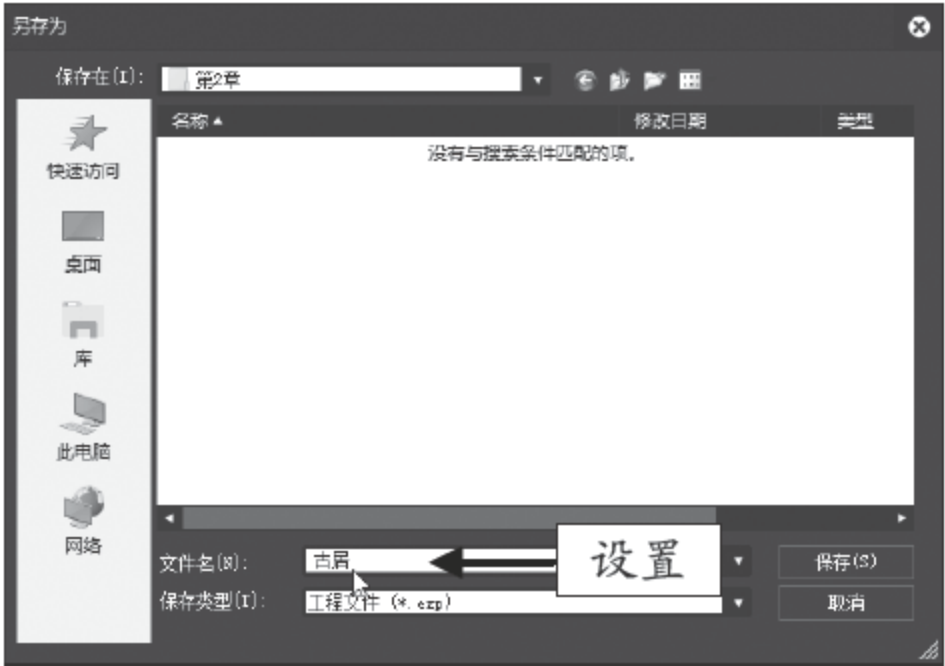 另存为
保存在(I):
第2章
名称
修改日期
类型
没有与搜索条件匹配的项。
快速访问
桌面
库
此电脑
网络
文件名(N):
古居
设置
保存(S)
保存类型(T):
工程文件 (*.ezp)
取消